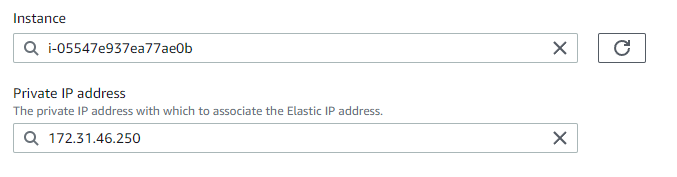 Instance
i-05547e937ea77ae0b
Private IP address
The private IP address with which to associate the Elastic IP address.
172.31.46.250